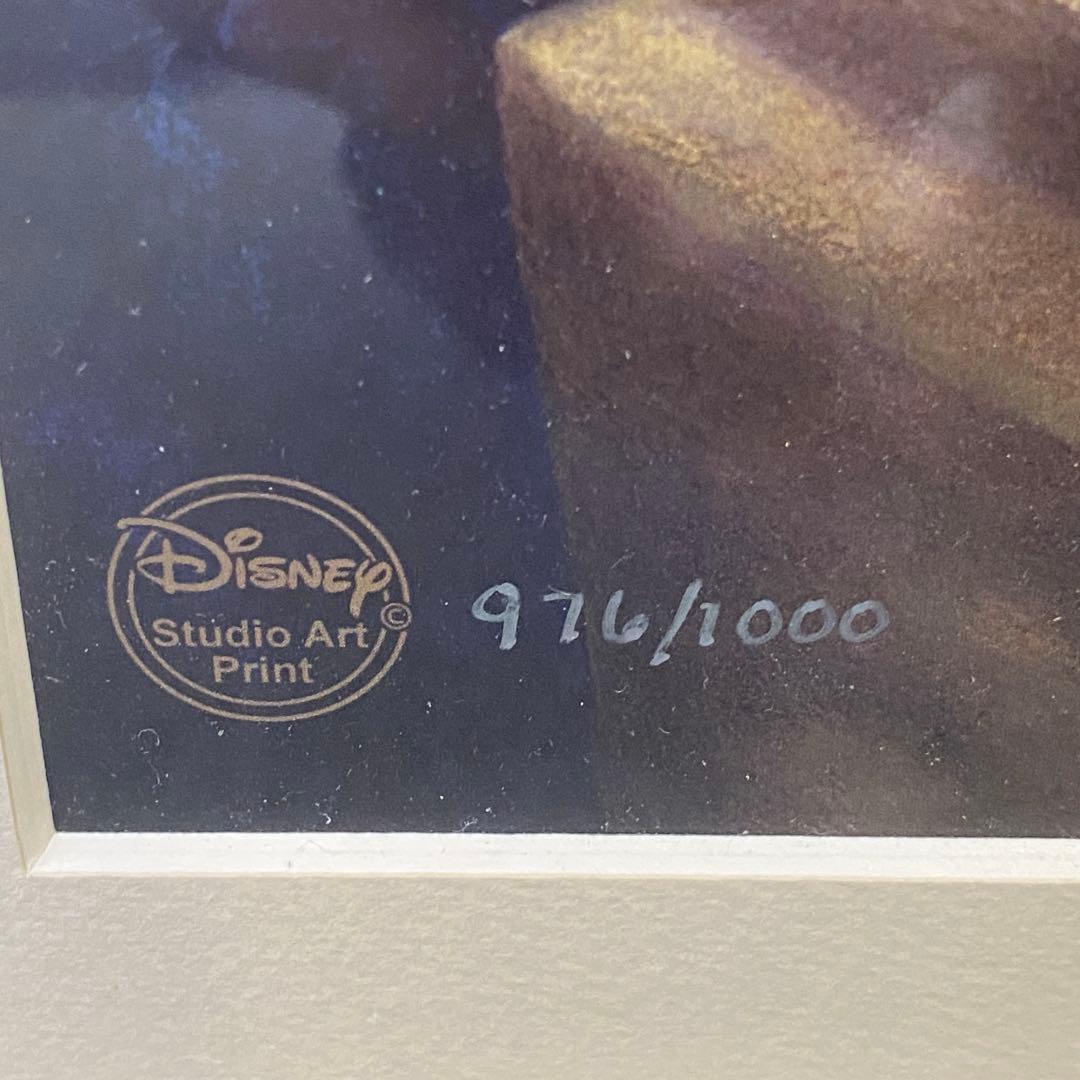 Disney
©
Studio Art
Print
976/1000